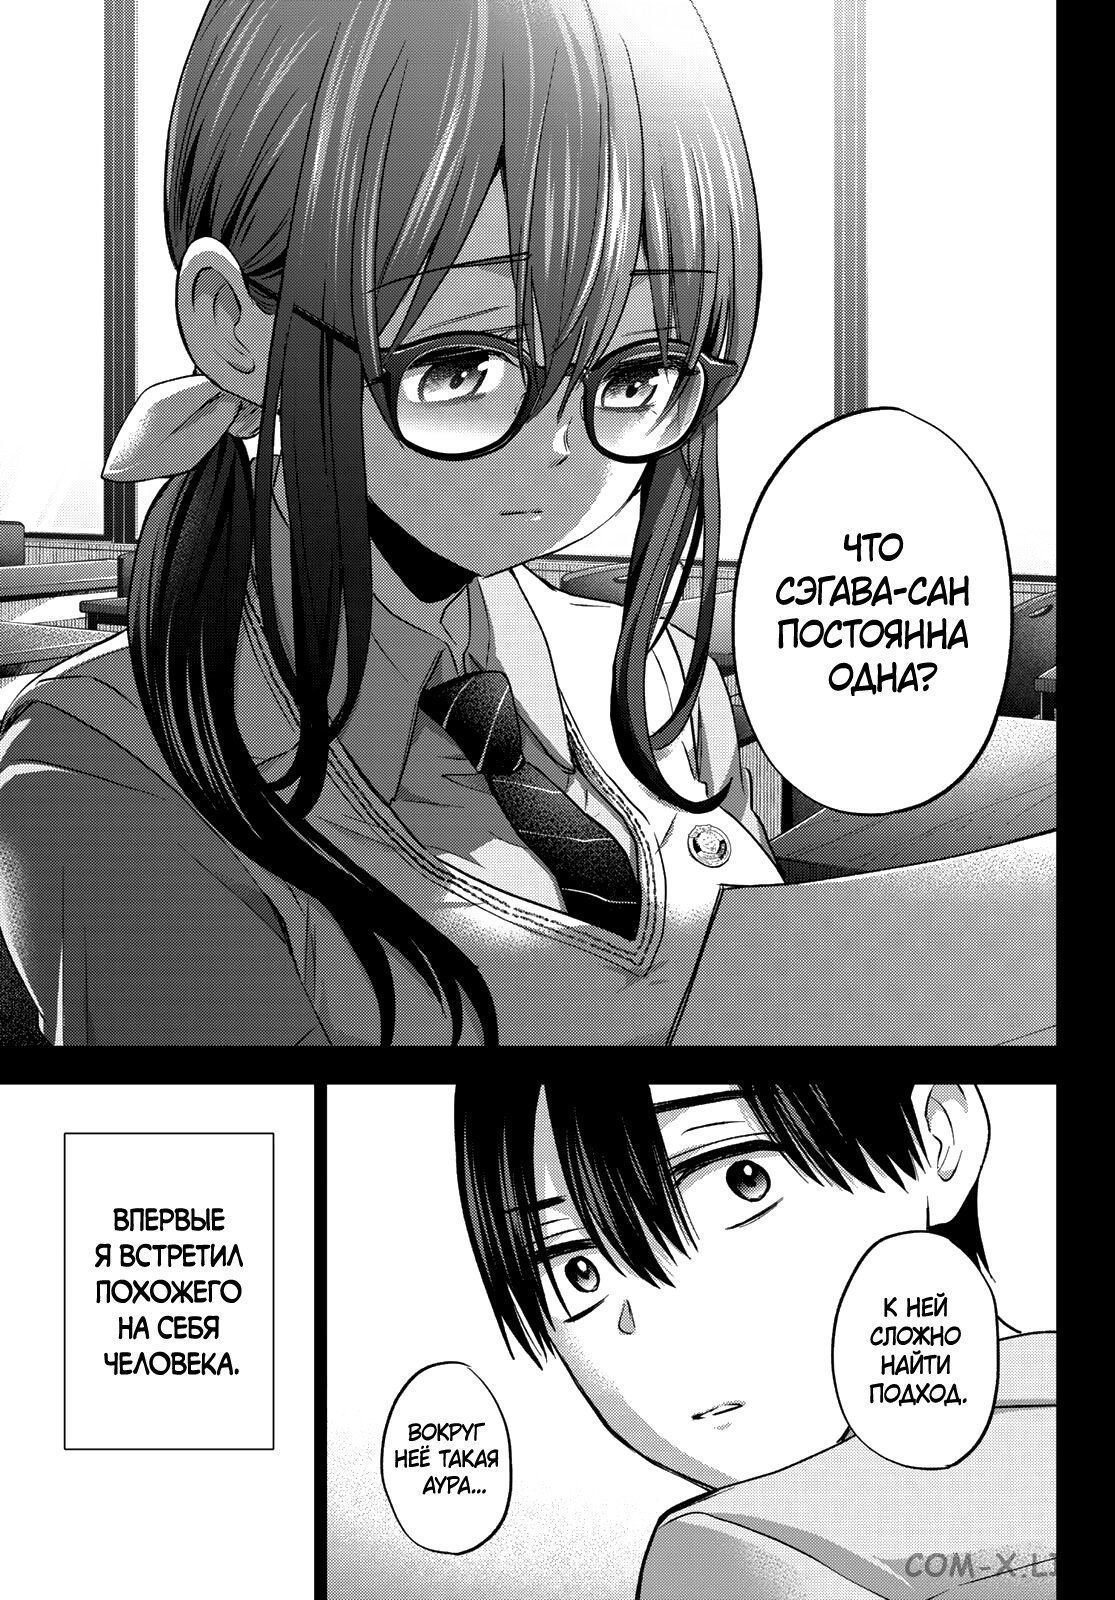 ЧТО
СЭГАВА-САН
ПОСТОЯННА
ОДНА?
К НЕЙ
СЛОЖНО
НАЙТИ
ПОДХОД.
ВОКРУГ
НЕЁ ТАКАЯ
АУРА...
ВПЕРВЫЕ
Я ВСТРЕТИЛ
ПОХОЖЕГО
НА СЕБЯ
ЧЕЛОВЕКА.
COM-X.LI